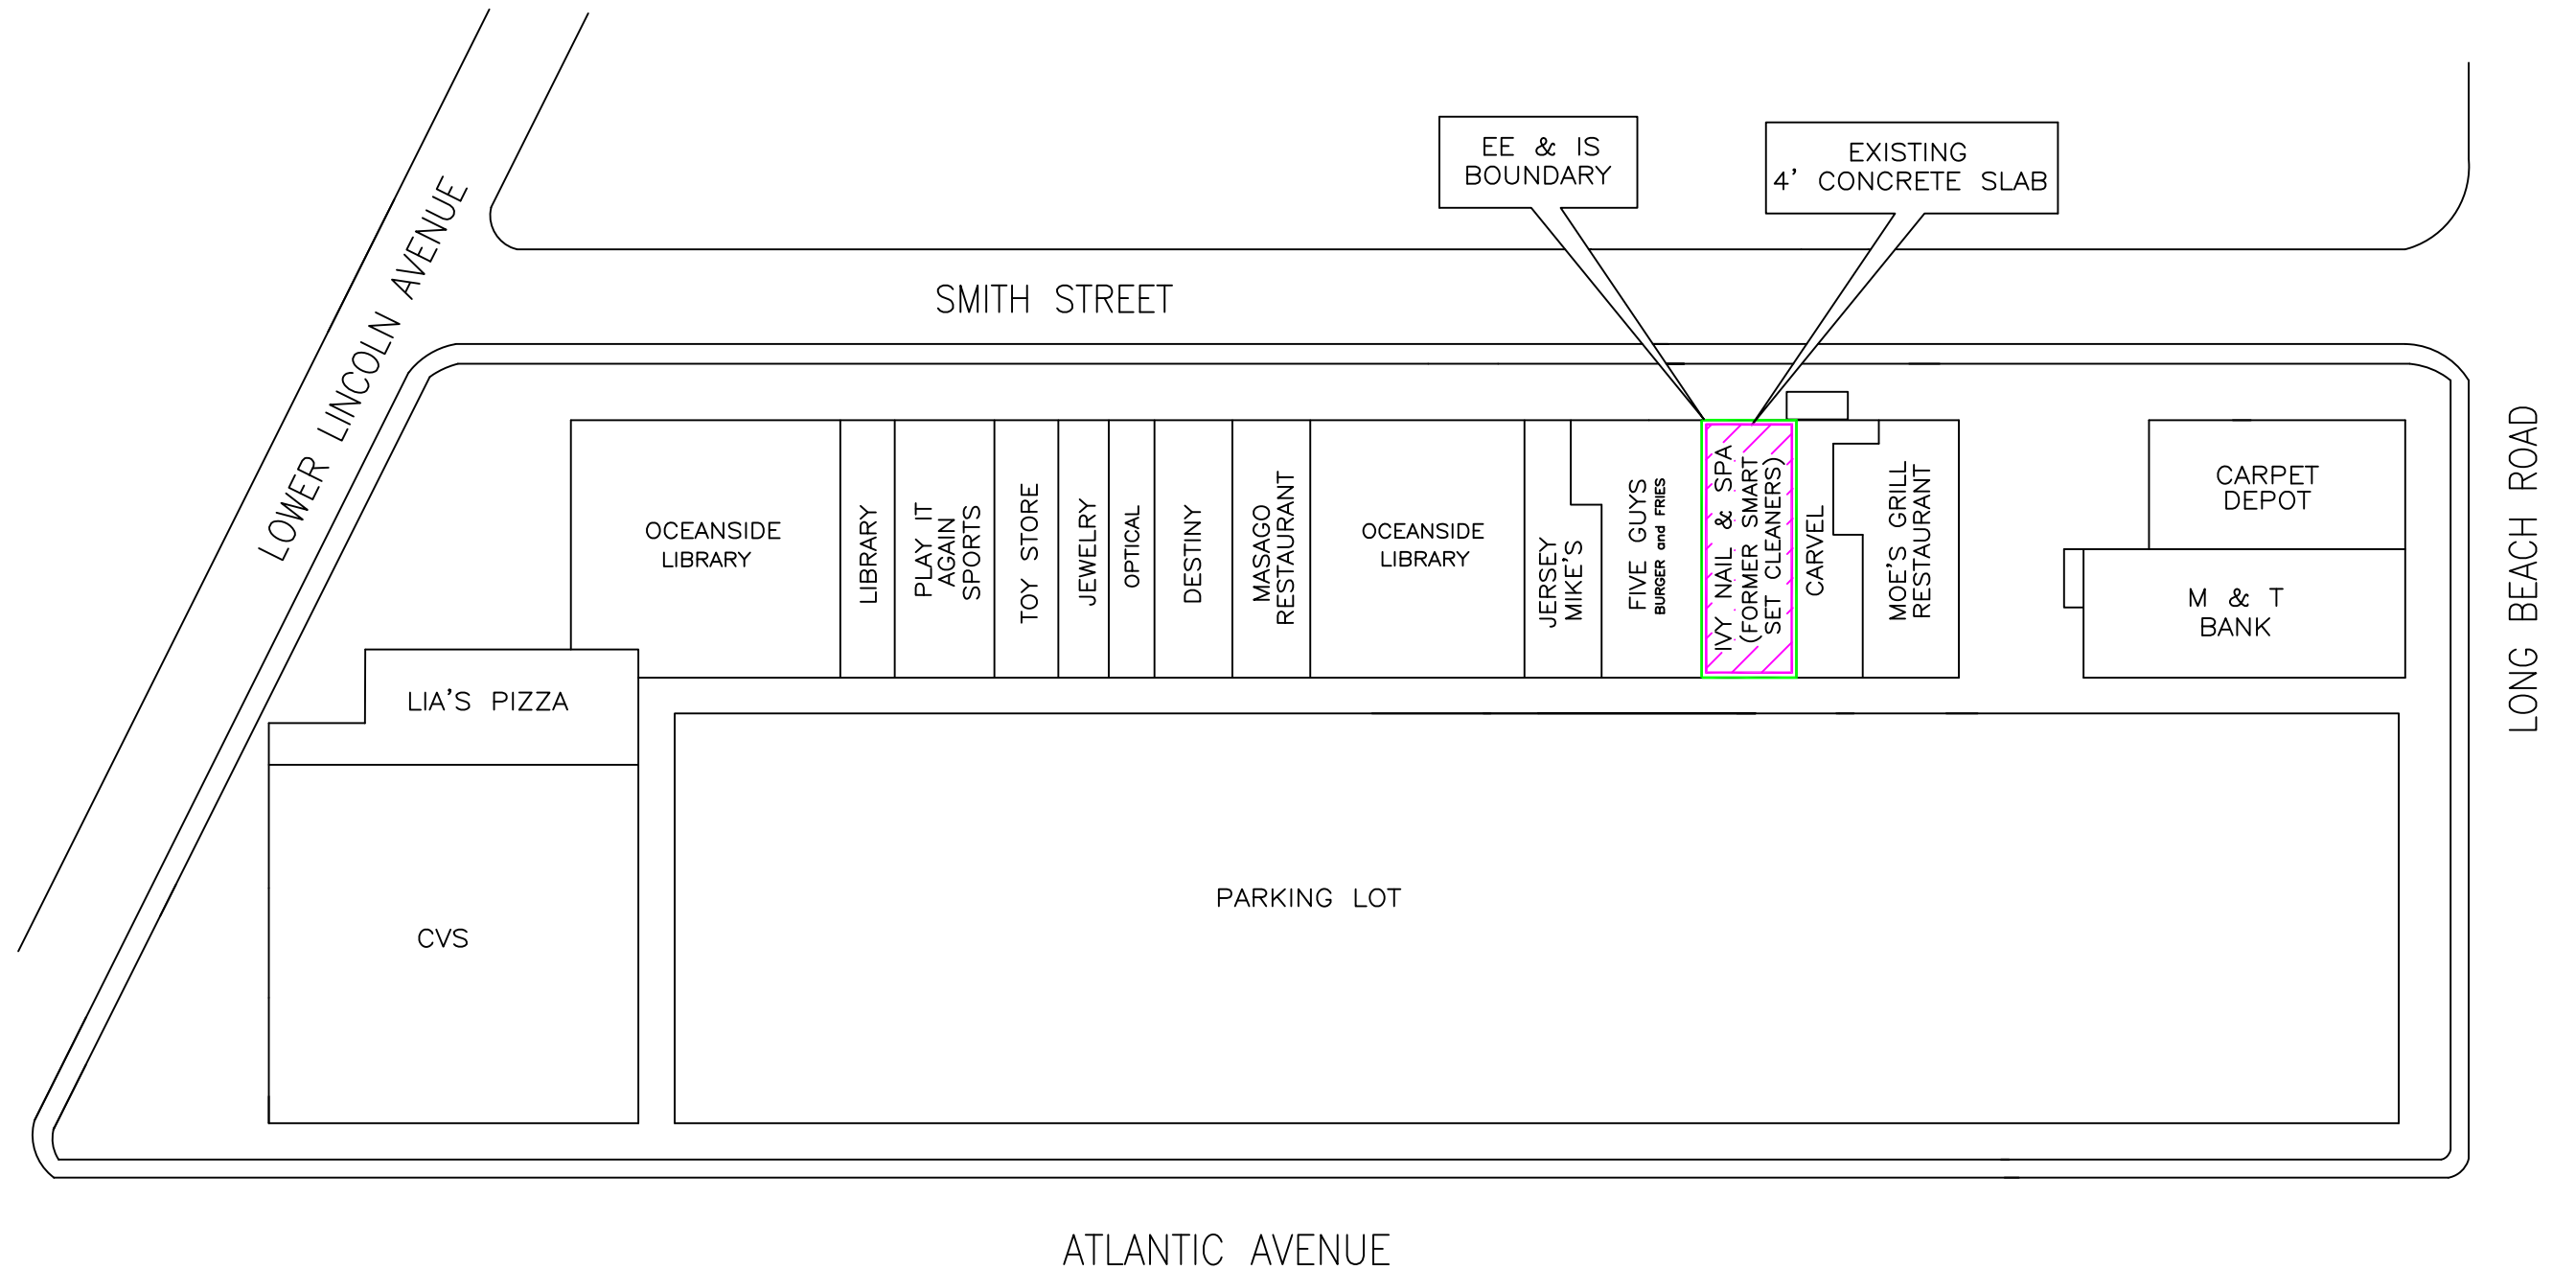 EE & IS
BOUNDARY
EXISTING
4' CONCRETE SLAB
SMITH STREET
LOWER LINCOLN AVENUE
LONG BEACH ROAD
OCEANSIDE
LIBRARY
LIBRARY
PLAY IT
AGAIN
SPORTS
TOY STORE
JEWELRY
OPTICAL
DESTINY
MASAGO
RESTAURANT
OCEANSIDE
LIBRARY
JERSEY
MIKE'S
FIVE GUYS
BURGER and FRIES
IVY NAIL & SPA
(FORMER SMART
SET CLEANERS)
CARVEL
MOE'S GRILL
RESTAURANT
CARPET
DEPOT
M & T
BANK
LIA'S PIZZA
CVS
PARKING LOT
ATLANTIC AVENUE